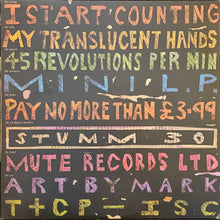 I START COUNTING
MY TRANSLUCENT HANDS
45 REVOLUTIONS PER MIN
MINI LP
PAY NO MORE THAN £3.99
STUMM 30
MUTE RECORDS LTD
ART BY MARK
T+CP-ISC